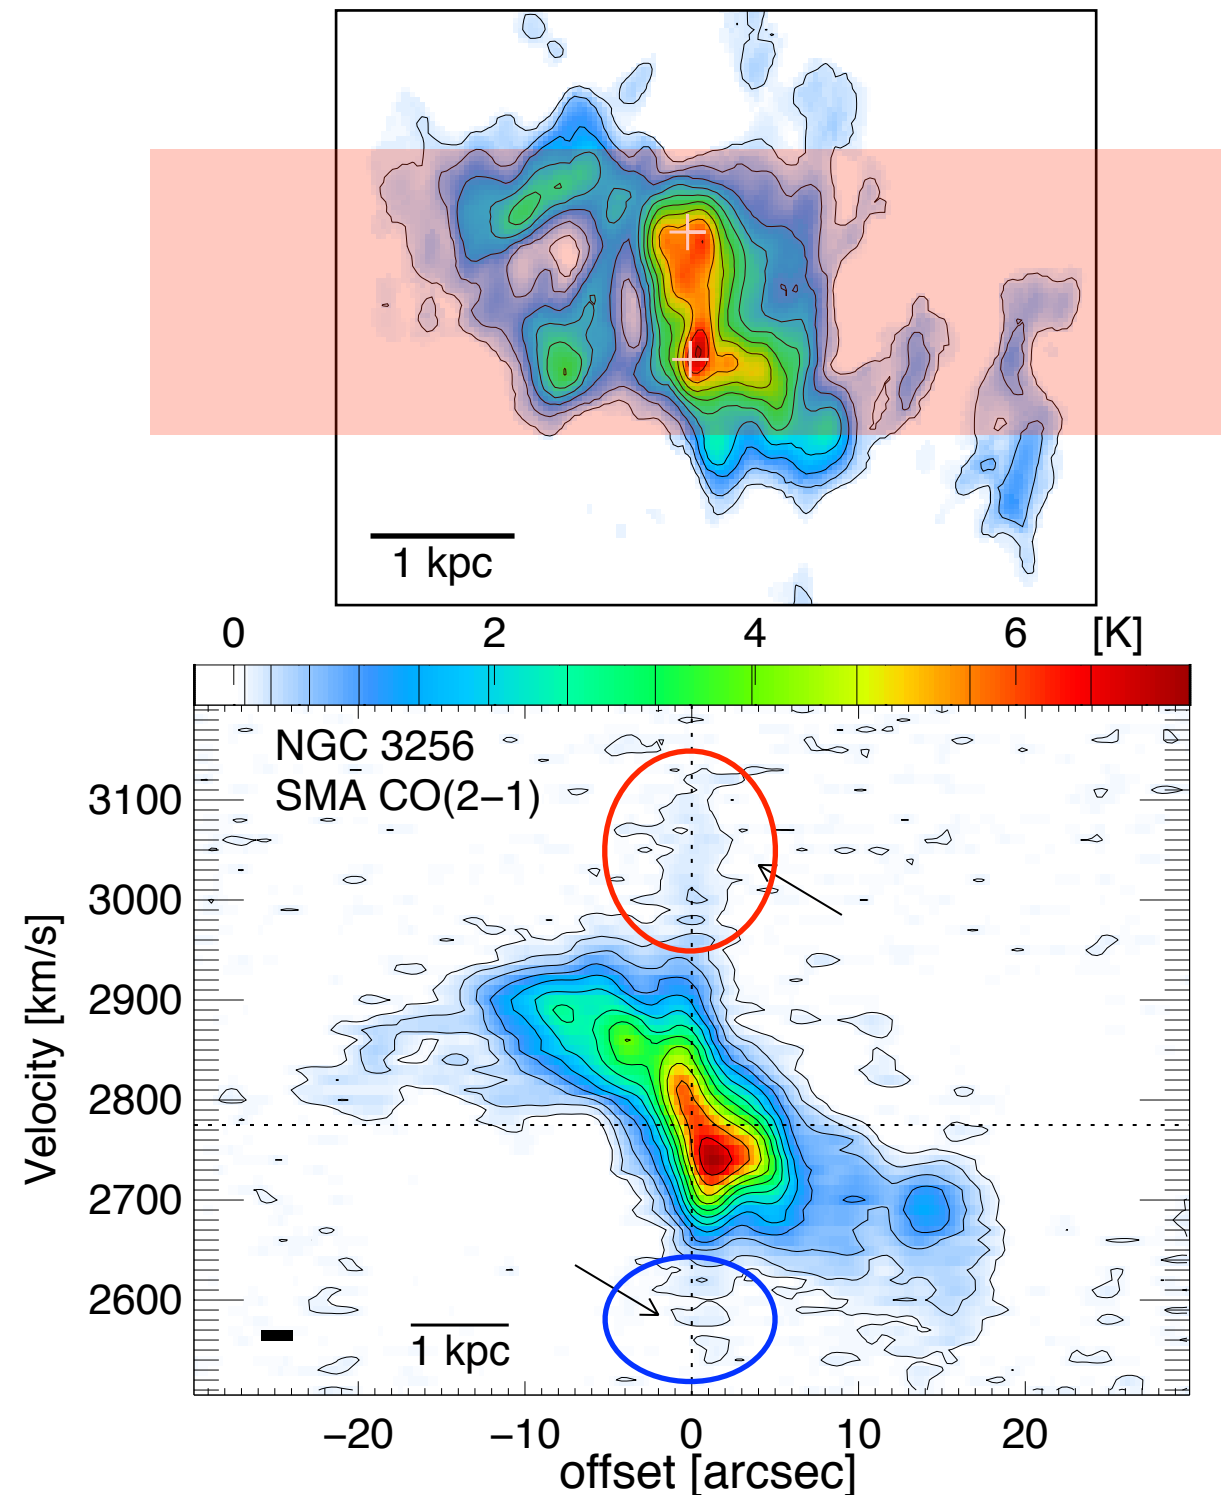 1 kpc
0 2 4 6 [K]
NGC 3256
SMA CO(2–1)
3100
3000
2900
2800
2700
2600
Velocity [km/s]
1 kpc
−20 −10 0 10 20
offset [arcsec]